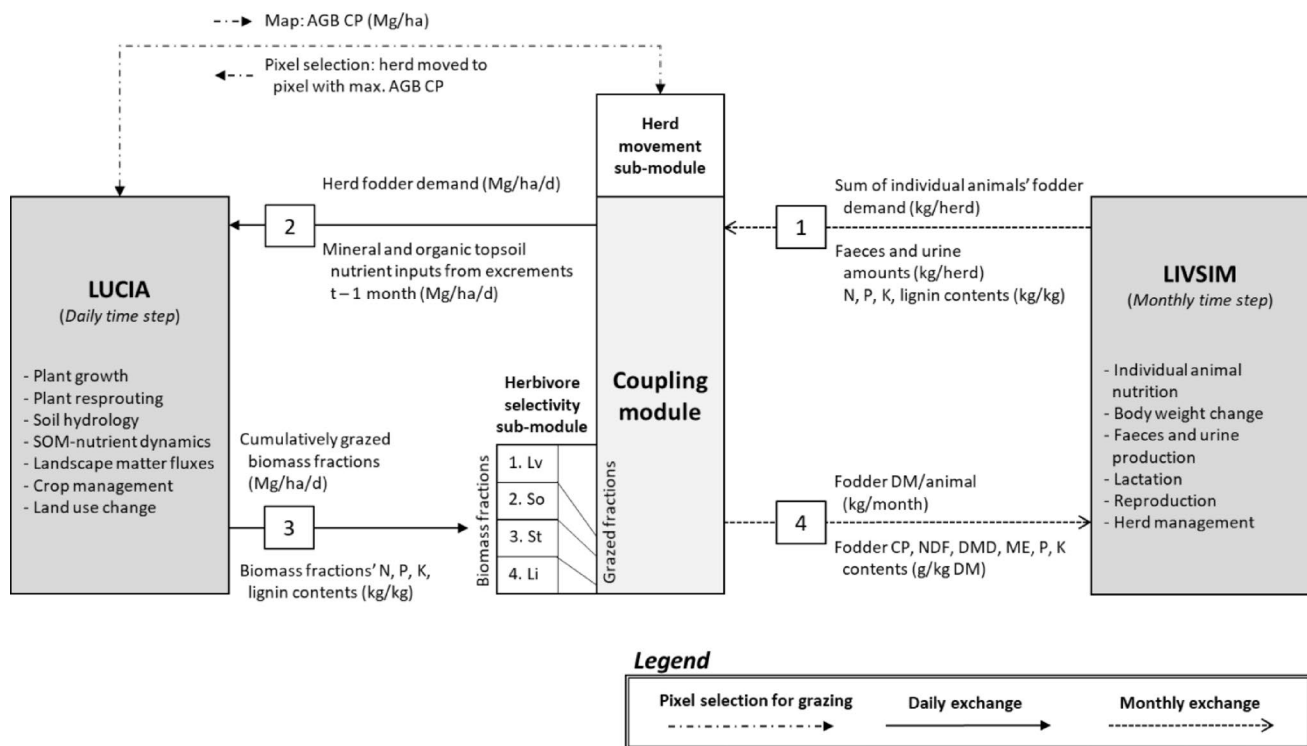 Map: AGB CP (Mg/ha)
Pixel selection: herd moved to
pixel with max. AGB CP
Herd
movement
sub-module
Herd fodder demand (Mg/ha/d)
2
Mineral and organic topsoil
nutrient inputs from excrements
t – 1 month (Mg/ha/d)
Sum of individual animals' fodder
demand (kg/herd)
1
Faeces and urine
amounts (kg/herd)
N, P, K, lignin contents (kg/kg)
LUCIA
(Daily time step)
- Plant growth
- Plant resprouting
- Soil hydrology
- SOM-nutrient dynamics
- Landscape matter fluxes
- Crop management
- Land use change
Cumulatively grazed
biomass fractions
(Mg/ha/d)
3
Biomass fractions' N, P, K,
lignin contents (kg/kg)
Herbivore
selectivity
sub-module
Biomass fractions
1. Lv
2. So
3. St
4. Li
Grazed fractions
Coupling
module
Fodder DM/animal
(kg/month)
4
Fodder CP, NDF, DMD, ME, P, K
contents (g/kg DM)
LIVSIM
(Monthly time step)
- Individual animal
nutrition
- Body weight change
- Faeces and urine
production
- Lactation
- Reproduction
- Herd management
Legend
Pixel selection for grazing
Daily exchange
Monthly exchange